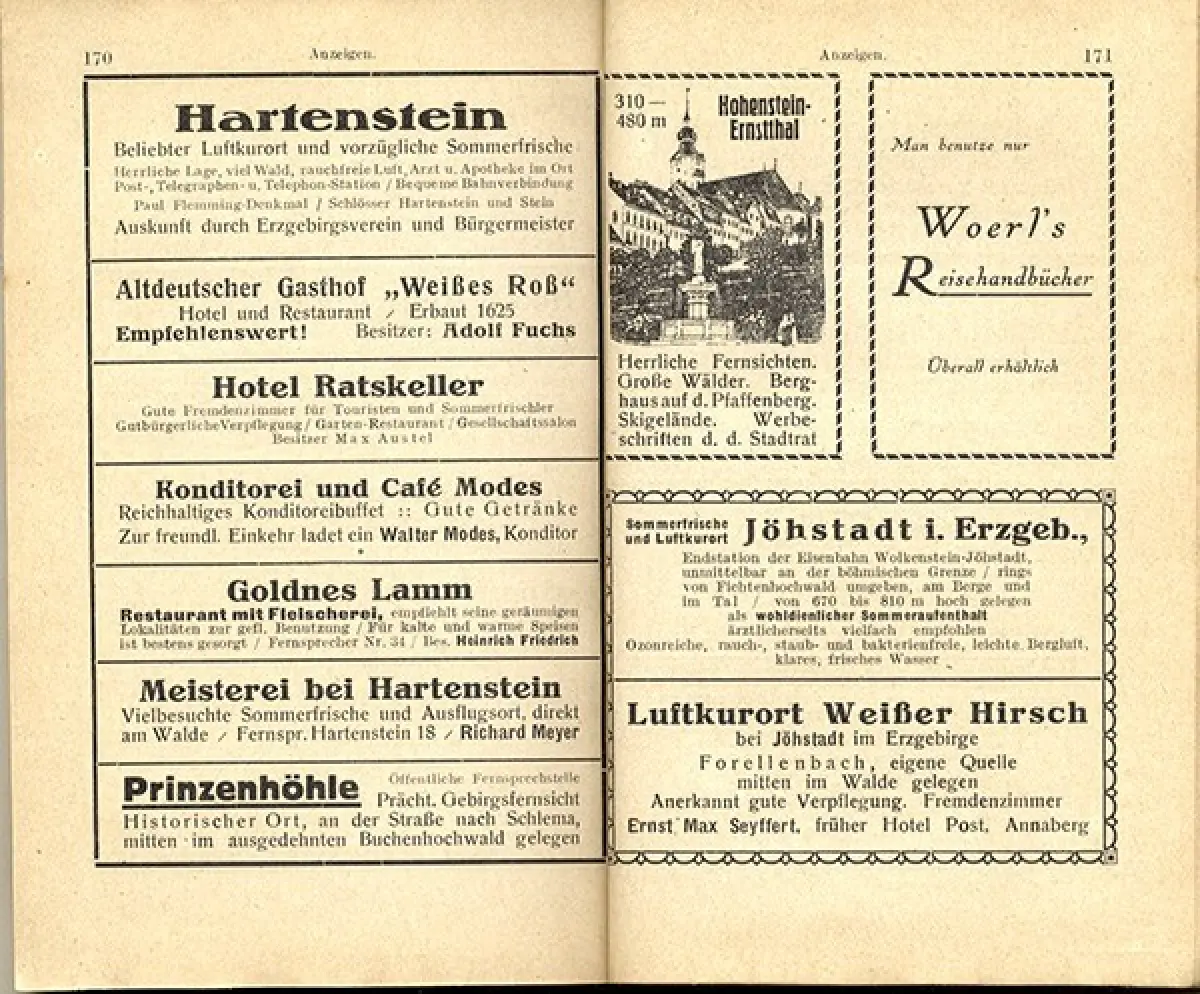 170
Anzeigen.
Hartenstein
Beliebter Luftkurort und vorzügliche Sommerfrische
Herrliche Lage, viel Wald, rauchfreie Luft, Arzt u. Apotheke im Ort
Post-, Telegraphen- u. Telephon-Station / Bequeme Bahnverbindung
Paul Flemming-Denkmal / Schlösser Hartenstein und Stein
Auskunft durch Erzgebirgsverein und Bürgermeister
Altdeutscher Gasthof „Weißes Roß“
Hotel und Restaurant / Erbaut 1625
Empfehlenswert! Besitzer: Adolf Fuchs
Hotel Ratskeller
Gute Fremdenzimmer für Touristen und Sommerfrischler
Gutbürgerliche Verpflegung / Garten-Restaurant / Gesellschaftssalon
Besitzer Max Austel
Konditorei und Café Modes
Reichhaltiges Konditoreibuffet :: Gute Getränke
Zur freundl. Einkehr ladet ein Walter Modes, Konditor
Goldnes Lamm
Restaurant mit Fleischerei, empfiehlt seine geräumigen
Lokalitäten zur gefl. Benutzung / Für kalte und warme Speisen
ist bestens gesorgt / Fernsprecher Nr. 34 / Bes. Heinrich Friedrich
Meisterei bei Hartenstein
Vielbesuchte Sommerfrische und Ausflugsort, direkt
am Walde / Fernspr. Hartenstein 18 / Richard Meyer
Prinzenhöhle
Öffentliche Fernsprechstelle
Prächt. Gebirgsfernsicht
Historischer Ort, an der Straße nach Schlema,
mitten im ausgedehnten Buchenhochwald gelegen
Anzeigen.
171
310—
480 m
Hohenstein-
Ernstthal
Herrliche Fernsichten.
Große Wälder. Berg-
haus auf d. Pfaffenberg.
Skigelände. Werbe-
schriften d. d. Stadtrat
Man benutze nur
Woerl's
Reisehandbücher
Überall erhältlich
Sommerfrische
und Luftkurort
Jöhstadt i. Erzgeb.,
Endstation der Eisenbahn Wolkenstein-Jöhstadt,
unmittelbar an der böhmischen Grenze / rings
von Fichtenhochwald umgeben, am Berge und
im Tal / von 670 bis 810 m hoch gelegen
als wohldienlicher Sommeraufenthalt
ärztlicherseits vielfach empfohlen
Ozonreiche, rauch-, staub- und bakterienfreie, leichte Bergluft,
klares, frisches Wasser
Luftkurort Weißer Hirsch
bei Jöhstadt im Erzgebirge
Forellenbach, eigene Quelle
mitten im Walde gelegen
Anerkannt gute Verpflegung. Fremdenzimmer
Ernst Max Seyffert, früher Hotel Post, Annaberg